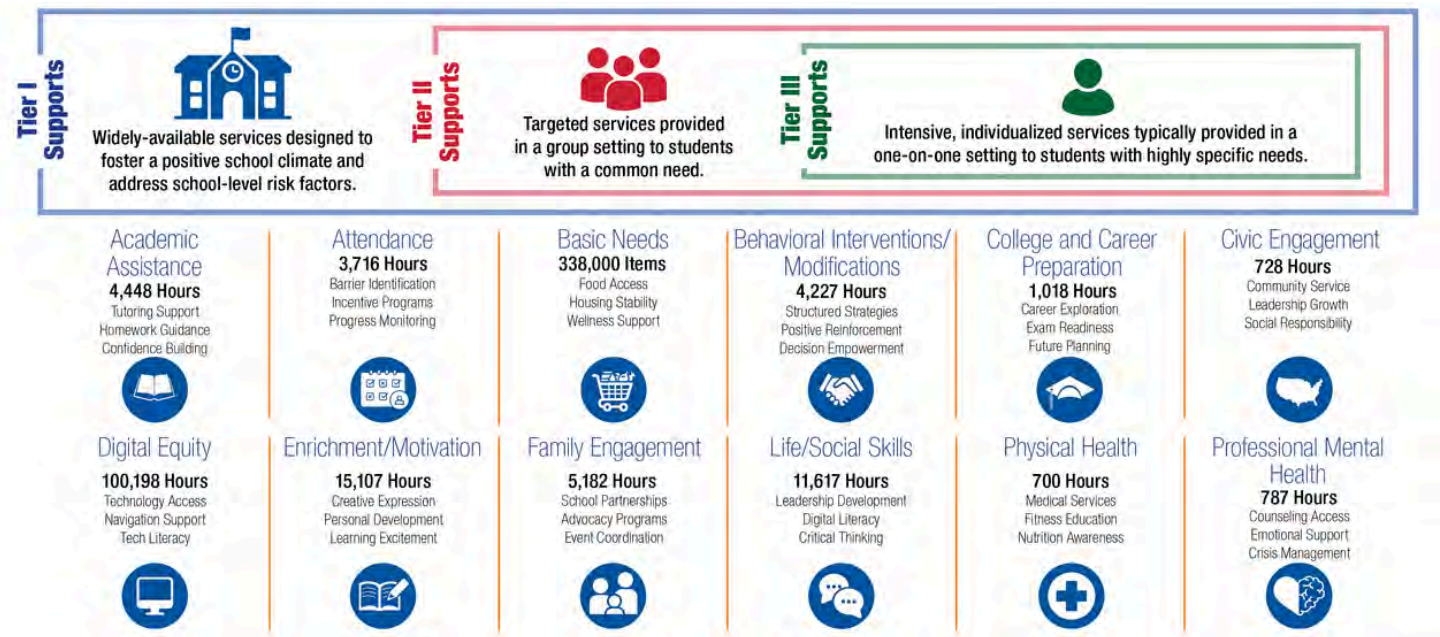 Tier I
Supports
Widely-available services designed to
foster a positive school climate and
address school-level risk factors.
Tier II
Supports
Targeted services provided
in a group setting to students
with a common need.
Tier III
Supports
Intensive, individualized services typically provided in a
one-on-one setting to students with highly specific needs.
Academic
Assistance
4,448 Hours
Tutoring Support
Homework Guidance
Confidence Building
Attendance
3,716 Hours
Barrier Identification
Incentive Programs
Progress Monitoring
Basic Needs
338,000 Items
Food Access
Housing Stability
Wellness Support
Behavioral Interventions/
Modifications
4,227 Hours
Structured Strategies
Positive Reinforcement
Decision Empowerment
College and Career
Preparation
1,018 Hours
Career Exploration
Exam Readiness
Future Planning
Civic Engagement
728 Hours
Community Service
Leadership Growth
Social Responsibility
Digital Equity
100,198 Hours
Technology Access
Navigation Support
Tech Literacy
Enrichment/Motivation
15,107 Hours
Creative Expression
Personal Development
Learning Excitement
Family Engagement
5,182 Hours
School Partnerships
Advocacy Programs
Event Coordination
Life/Social Skills
11,617 Hours
Leadership Development
Digital Literacy
Critical Thinking
Physical Health
700 Hours
Medical Services
Fitness Education
Nutrition Awareness
Professional Mental
Health
787 Hours
Counseling Access
Emotional Support
Crisis Management